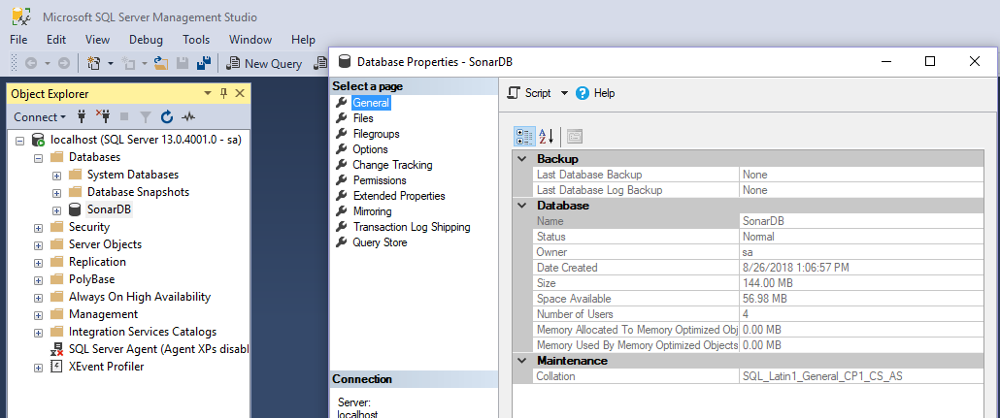 Microsoft SQL Server Management Studio
File Edit View Debug Tools Window Help
New Query
Object Explorer
Connect
localhost (SQL Server 13.0.4001.0 - sa)
Databases
System Databases
Database Snapshots
SonarDB
Security
Server Objects
Replication
PolyBase
Always On High Availability
Management
Integration Services Catalogs
SQL Server Agent (Agent XPs disabl
XEvent Profiler
Database Properties - SonarDB
Select a page
General
Files
Filegroups
Options
Change Tracking
Permissions
Extended Properties
Mirroring
Transaction Log Shipping
Query Store
Connection
Server:
localhost
Script Help
Backup
Last Database Backup None
Last Database Log Backup None
Database
Name SonarDB
Status Normal
Owner sa
Date Created 8/26/2018 1:06:57 PM
Size 144.00 MB
Space Available 56.98 MB
Number of Users 4
Memory Allocated To Memory Optimized Obj 0.00 MB
Memory Used By Memory Optimized Objects 0.00 MB
Maintenance
Collation SQL_Latin1_General_CP1_CS_AS